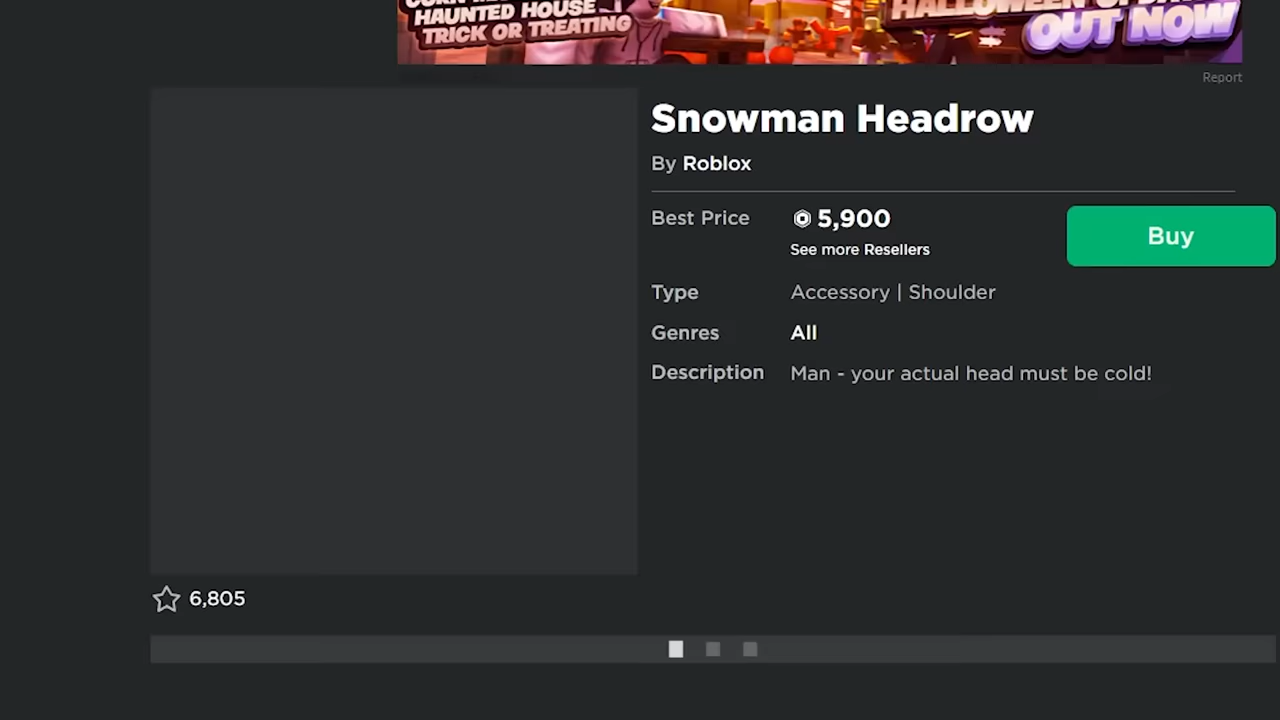 HAUNTED HOUSE
TRICK OR TREATING
OUT NOW
Report
Snowman Headrow
By Roblox
Best Price
5,900
Buy
See more Resellers
Type
Accessory | Shoulder
Genres
All
Description
Man - your actual head must be cold!
6,805